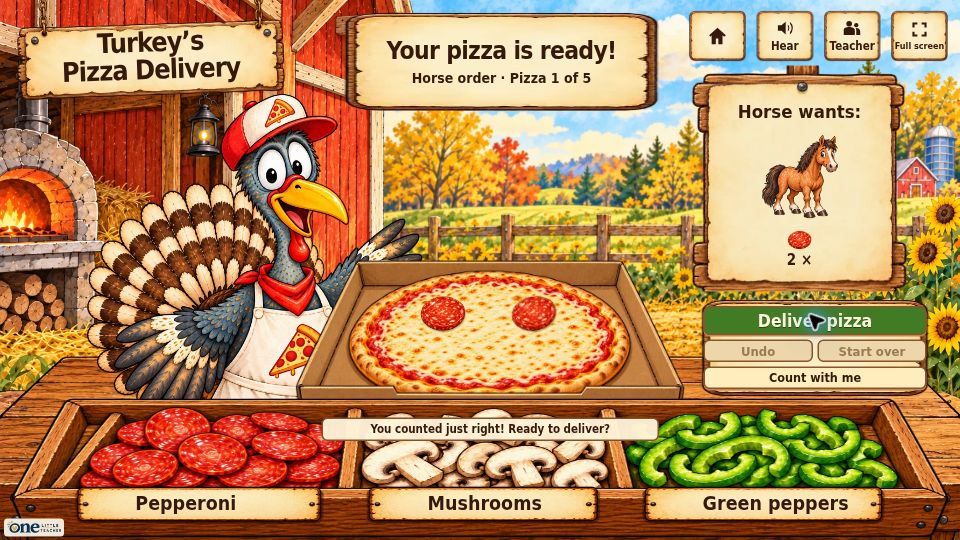 Turkey's
Pizza Delivery
Your pizza is ready!
Horse order · Pizza 1 of 5
Hear
Teacher
Full screen
Horse wants:
2 ×
Deliver pizza
Undo
Start over
Count with me
You counted just right! Ready to deliver?
Pepperoni
Mushrooms
Green peppers
one LITTLE
TEACHER